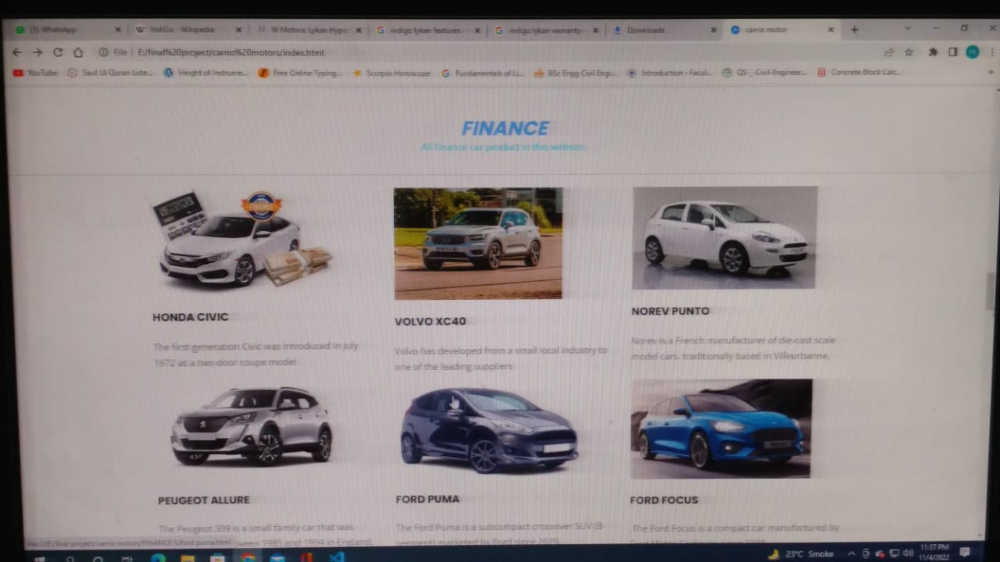 (1) WhatsApp
IndiGo - Wikipedia
W Motors: Lykan Hype
indigo lykan features -
indigo lykan warranty
Downloads
carrio motor
File
E:/final%20project/carrio%20motors/index.html
YouTube
Saut Ul Quran Liste...
Height of Instrume...
Free Online Typing...
Scorpio Horoscope
Fundamentals of Li...
BSc Engg Civil Engi...
Introduction - Facul...
QS-_-Civil-Engineer...
Concrete Block Calc...
FINANCE
All Finance car product in this website.
HONDA CIVIC
The first-generation Civic was introduced in July
1972 as a two-door coupe model
VOLVO XC40
Volvo has developed from a small local industry to
one of the leading suppliers
NOREV PUNTO
Norev is a French manufacturer of die-cast scale
model cars, traditionally based in Villeurbanne,
PEUGEOT ALLURE
The Peugeot 309 is a small family car that was
ween 1985 and 1994 in England,
FORD PUMA
The Ford Puma is a subcompact crossover SUV (B-
segment) marketed by Ford since 2019
FORD FOCUS
The Ford Focus is a compact car manufactured by
Ford Motor Company since 1998
file:///E:/final project/carrio motors/FINANCE S/ford puma.html
23°C Smoke
11:57 PM
11/4/2022